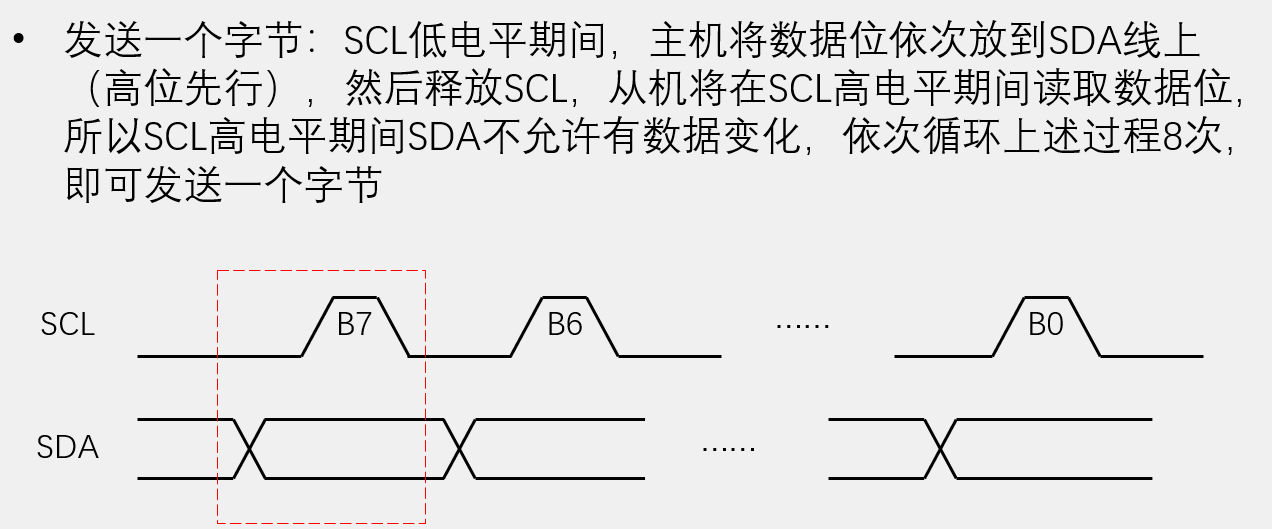 • 发送一个字节：SCL低电平期间，主机将数据位依次放到SDA线上
（高位先行），然后释放SCL，从机将在SCL高电平期间读取数据位，
所以SCL高电平期间SDA不允许有数据变化，依次循环上述过程8次，
即可发送一个字节
SCL B7 B6 …… B0
SDA ……